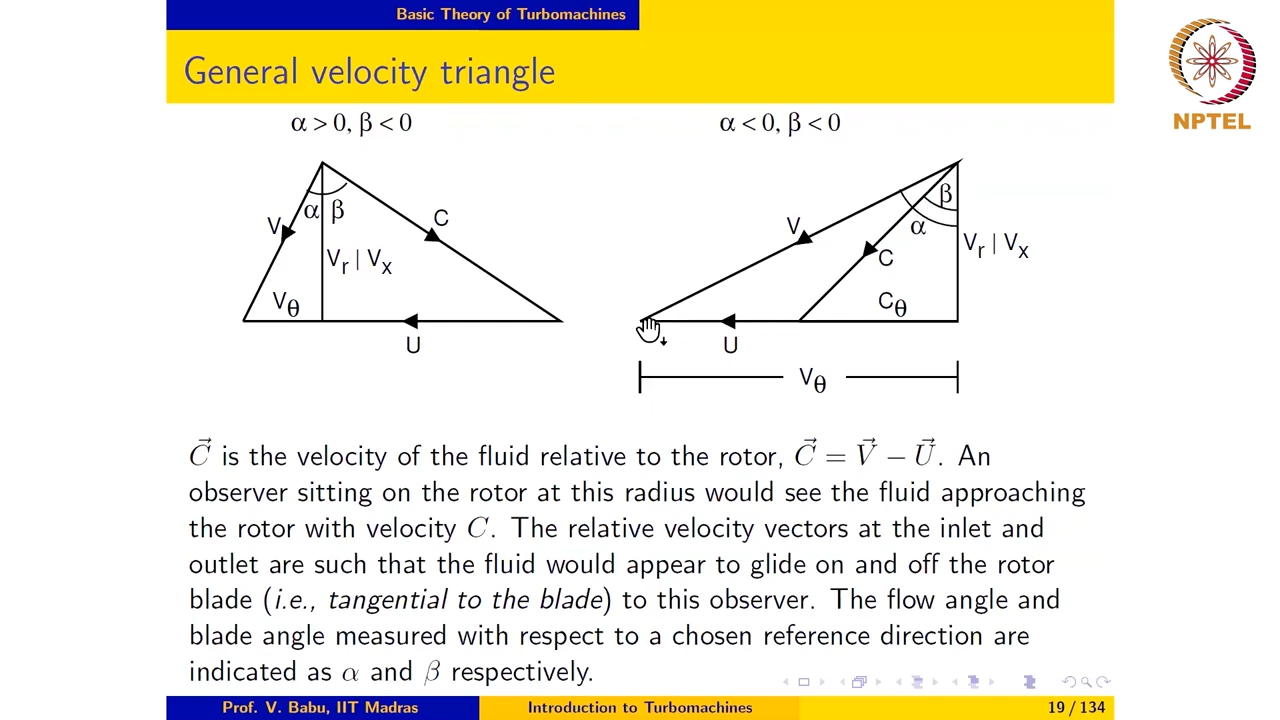 Basic Theory of Turbomachines
General velocity triangle
NPTEL
α > 0, β < 0
α < 0, β < 0
α β
V
C
Vr | Vx
Vθ
U
β
V
α
C
Vr | Vx
Cθ
U
Vθ
C⃗ is the velocity of the fluid relative to the rotor, C⃗ = V⃗ − U⃗. An
observer sitting on the rotor at this radius would see the fluid approaching
the rotor with velocity C. The relative velocity vectors at the inlet and
outlet are such that the fluid would appear to glide on and off the rotor
blade (i.e., tangential to the blade) to this observer. The flow angle and
blade angle measured with respect to a chosen reference direction are
indicated as α and β respectively.
Prof. V. Babu, IIT Madras
Introduction to Turbomachines
19 / 134